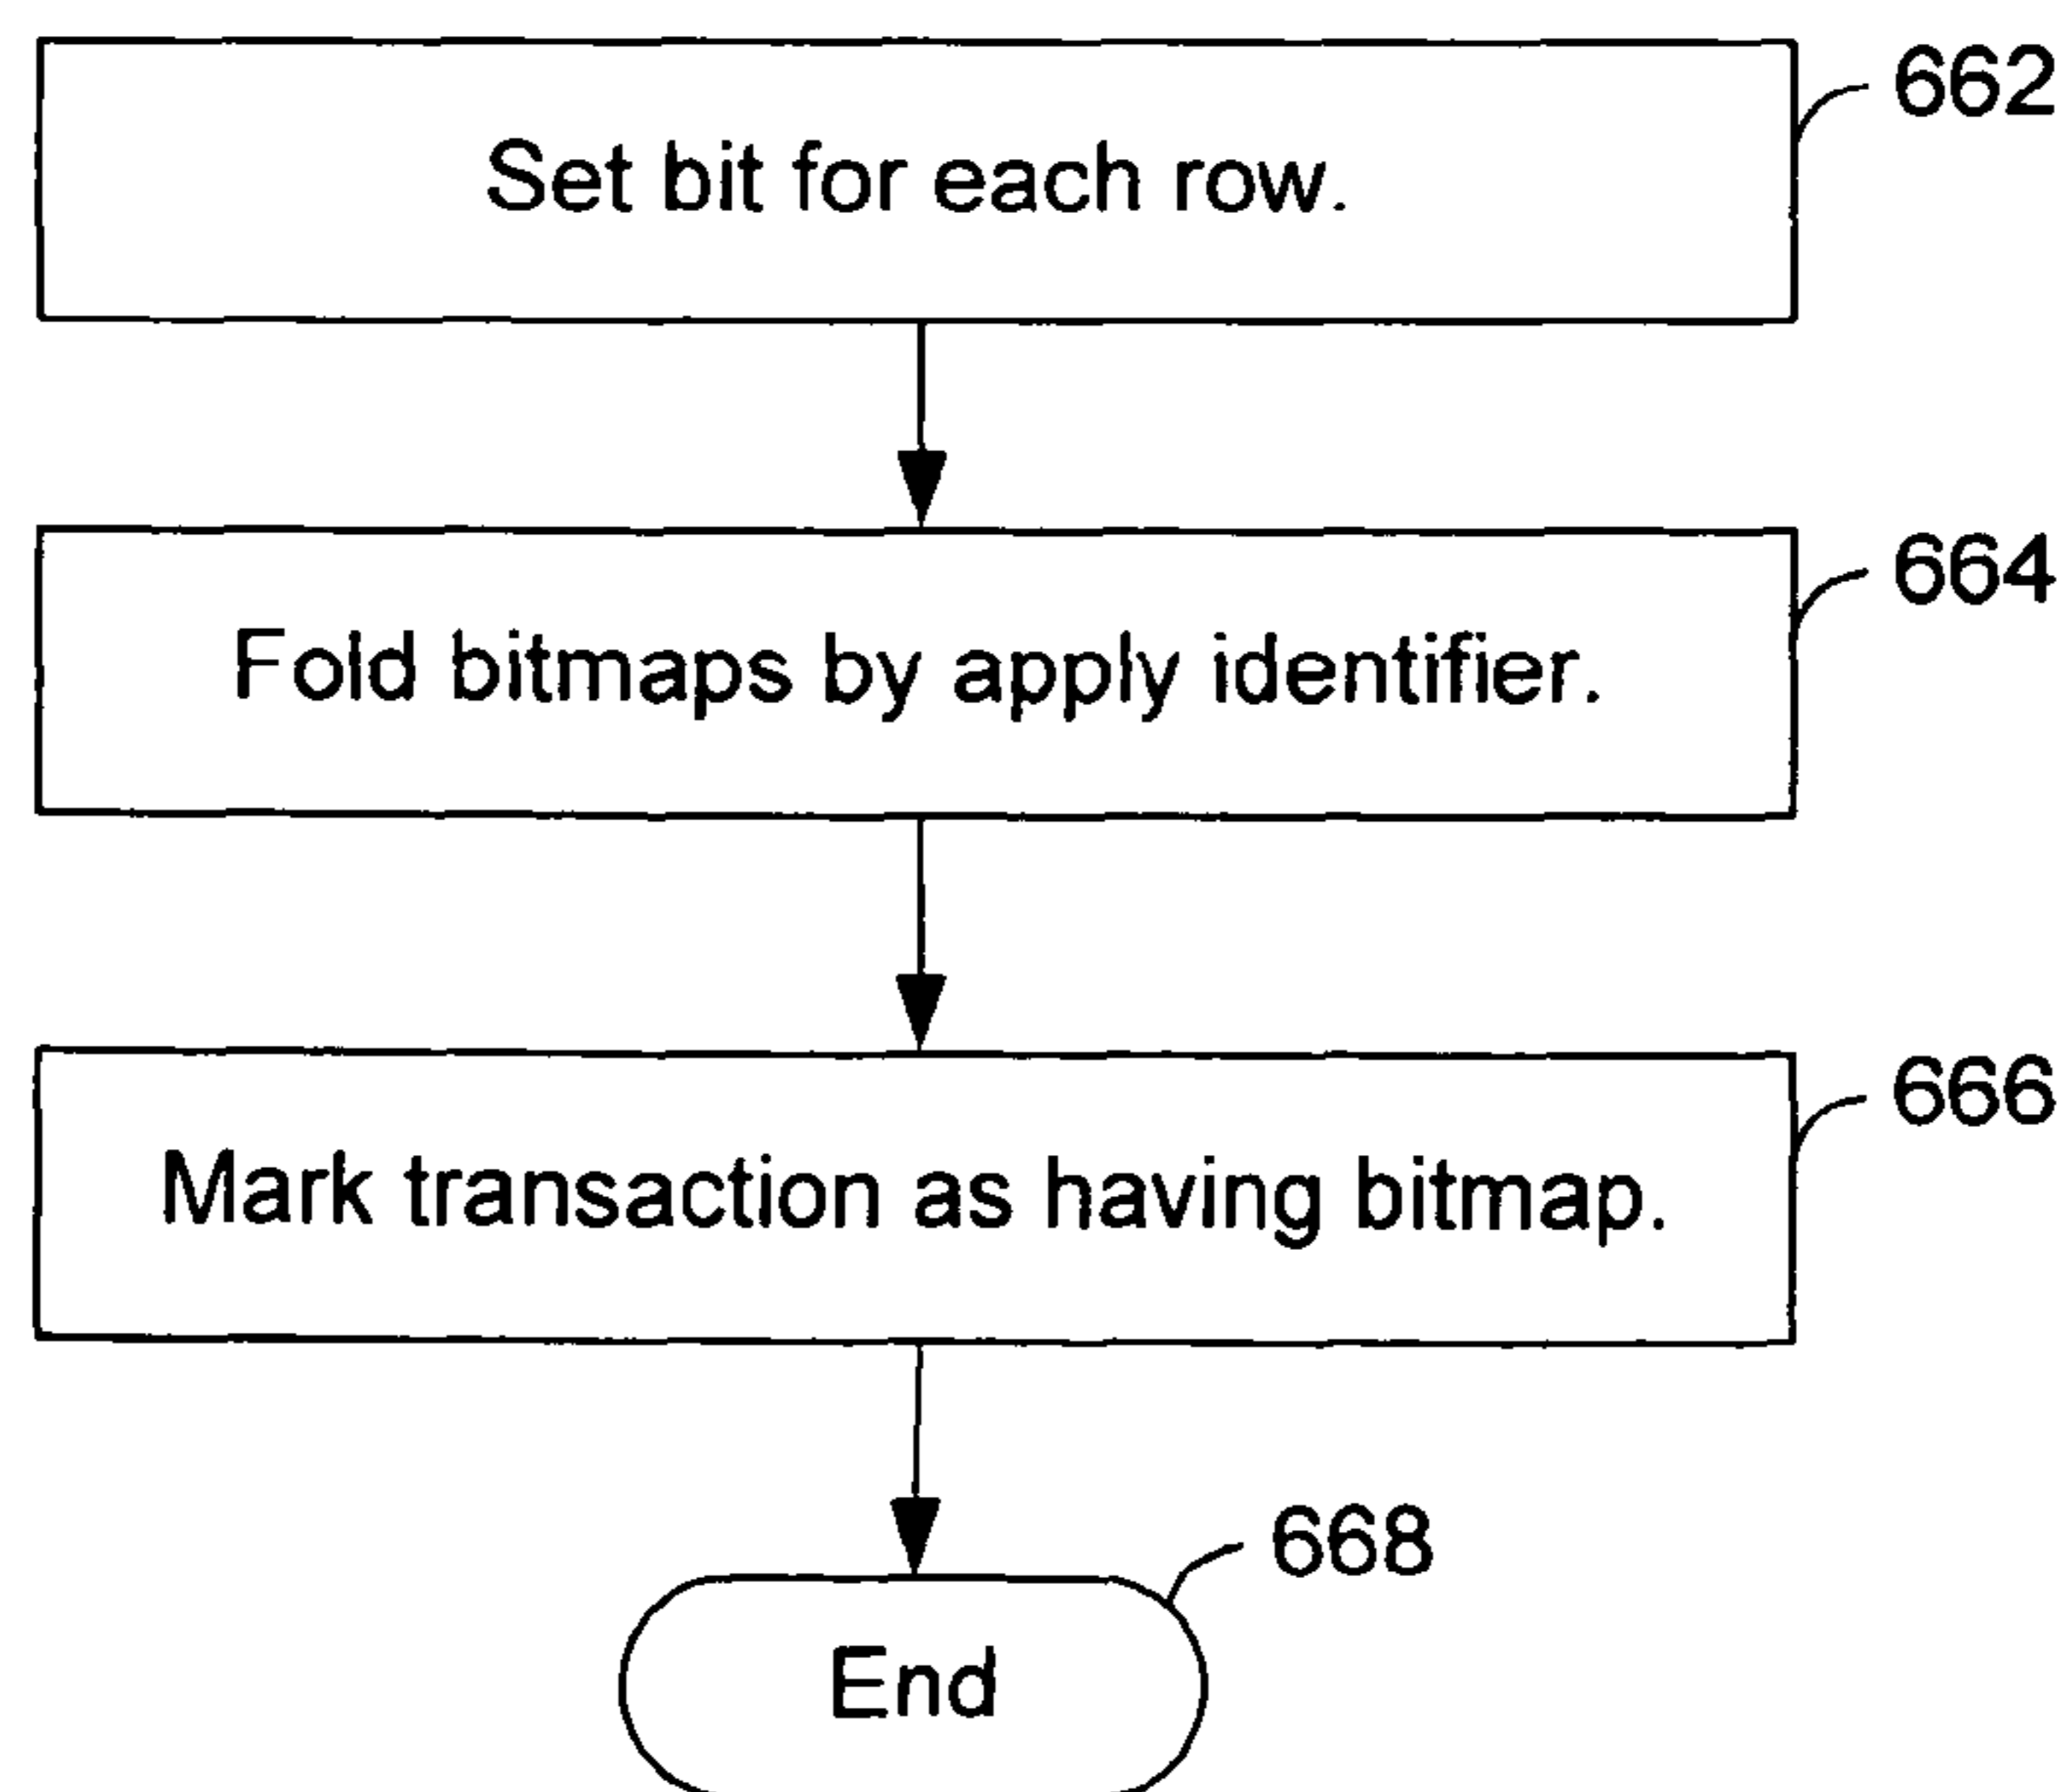 662
Set bit for each row.
664
Fold bitmaps by apply identifier.
666
Mark transaction as having bitmap.
668
End